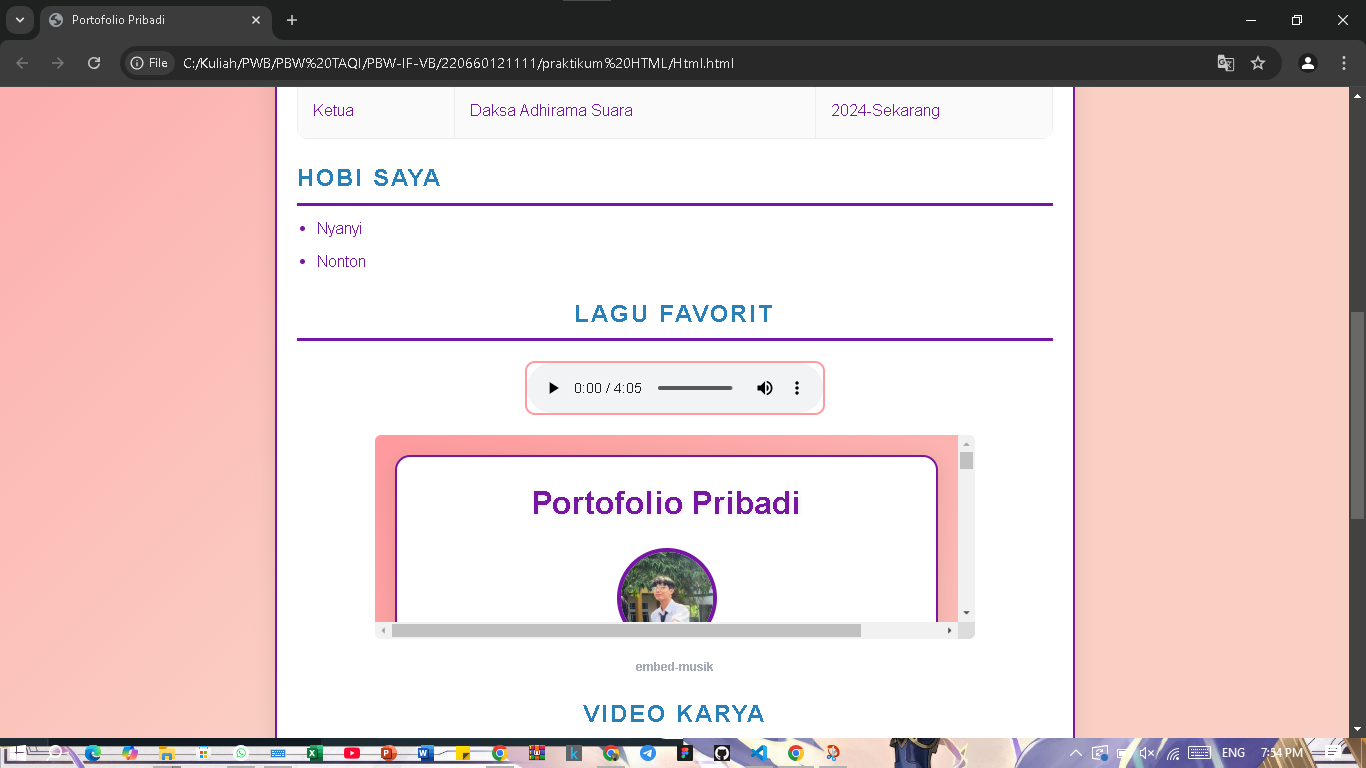 Portofolio Pribadi
File
C:/Kuliah/PWB/PBW%20TAQI/PBW-IF-VB/220660121111/praktikum%20HTML/Html.html
Ketua Daksa Adhirama Suara 2024-Sekarang
HOBI SAYA
Nyanyi
Nonton
LAGU FAVORIT
0:00 / 4:05
Portofolio Pribadi
embed-musik
VIDEO KARYA
ENG 7:54 PM